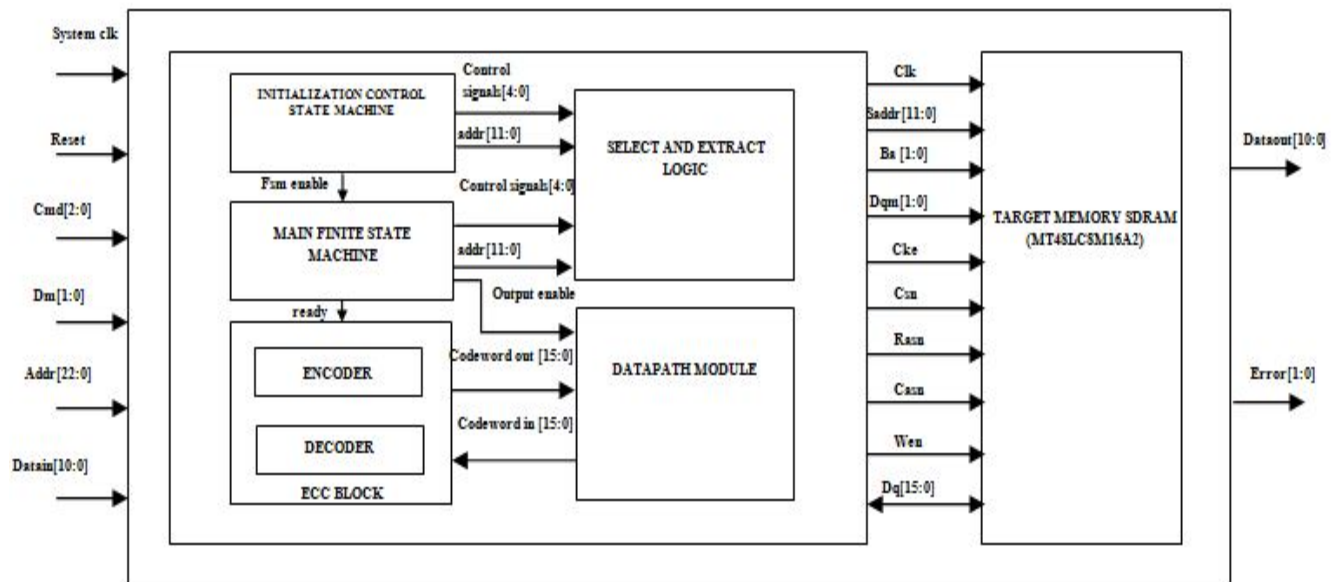 System clk
Reset
Cmd[2:0]
Dm[1:0]
Addr[22:0]
Datain[10:0]
INITIALIZATION CONTROL
STATE MACHINE
Fsm enable
MAIN FINITE STATE
MACHINE
ready
ENCODER
DECODER
ECC BLOCK
Control
signals[4:0]
addr[11:0]
Control signals[4:0]
addr[11:0]
Output enable
Codeword out [15:0]
Codeword in [15:0]
SELECT AND EXTRACT
LOGIC
DATAPATH MODULE
Clk
Saddr[11:0]
Ba [1:0]
Dqm[1:0]
Cke
Csn
Rasn
Casn
Wen
Dq[15:0]
TARGET MEMORY SDRAM
(MT48LC8M16A2)
Dataout[10:0]
Error[1:0]